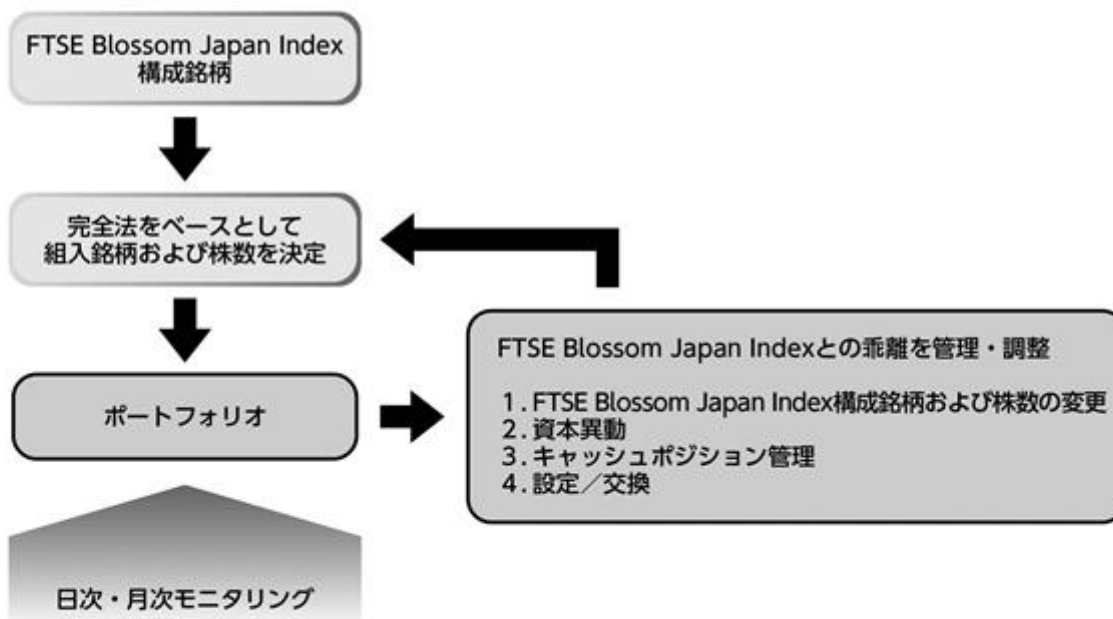 FTSE Blossom Japan Index
構成銘柄
完全法をベースとして
組入銘柄および株数を決定
ポートフォリオ
FTSE Blossom Japan Indexとの乖離を管理・調整
1.FTSE Blossom Japan Index構成銘柄および株数の変更
2.資本異動
3.キャッシュポジション管理
4.設定／交換
日次・月次モニタリング